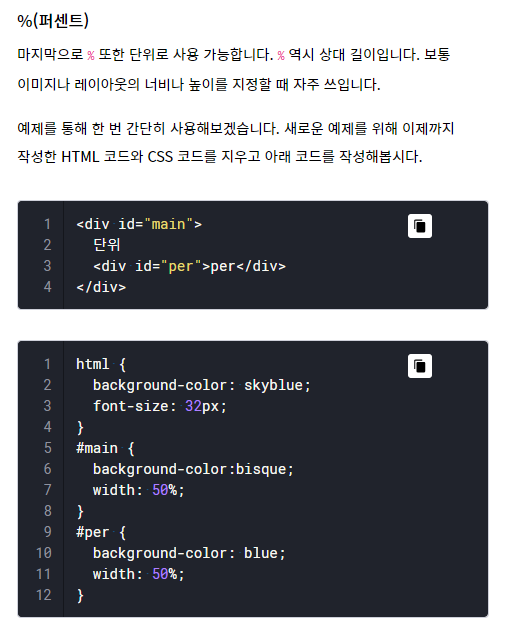 %(퍼센트)
마지막으로 % 또한 단위로 사용 가능합니다. % 역시 상대 길이입니다. 보통
이미지나 레이아웃의 너비나 높이를 지정할 때 자주 쓰입니다.
예제를 통해 한 번 간단히 사용해보겠습니다. 새로운 예제를 위해 이제까지
작성한 HTML 코드와 CSS 코드를 지우고 아래 코드를 작성해봅시다.
1 <div id="main">
2   단위
3   <div id="per">per</div>
4 </div>
1 html {
2   background-color: skyblue;
3   font-size: 32px;
4 }
5 #main {
6   background-color:bisque;
7   width: 50%;
8 }
9 #per {
10   background-color: blue;
11   width: 50%;
12 }